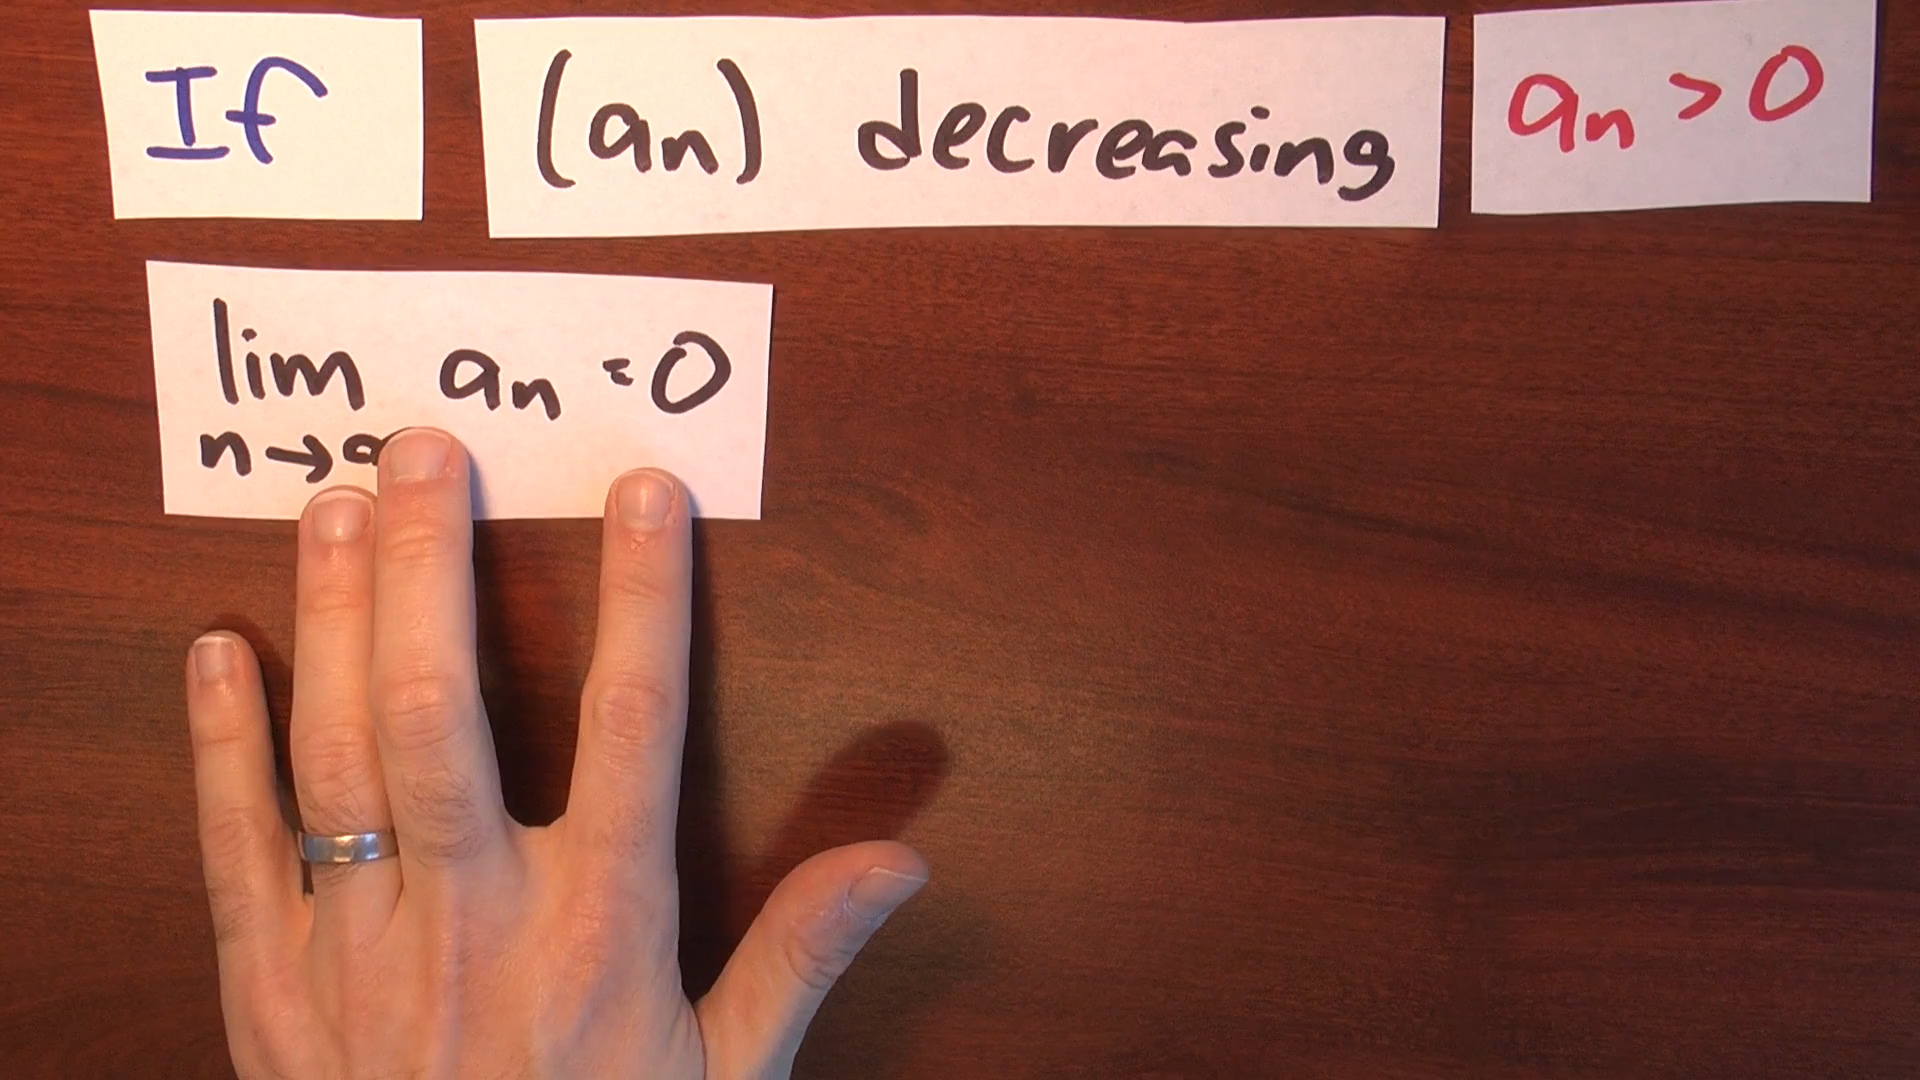 If (an) decreasing an > 0
lim an = 0
n→